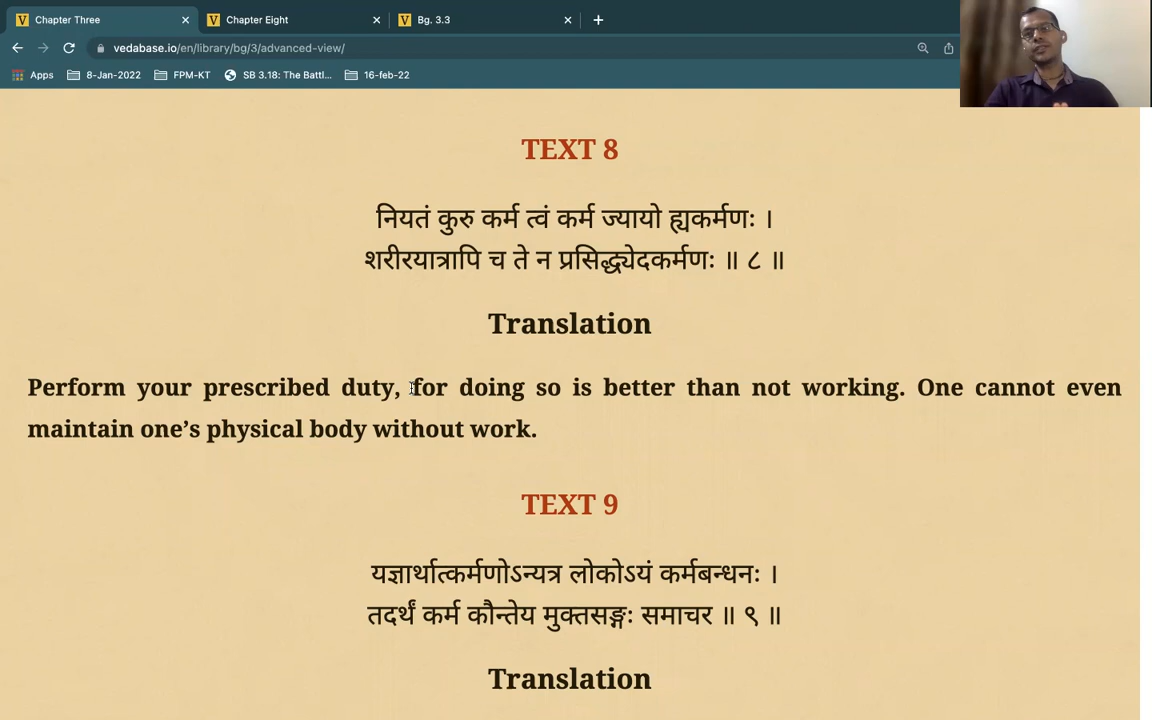 Chapter Three
Chapter Eight
Bg. 3.3
vedabase.io/en/library/bg/3/advanced-view/
Apps
8-Jan-2022
FPM-KT
SB 3.18: The Battl...
16-feb-22
TEXT 8
नियतं कुरु कर्म त्वं कर्म ज्यायो ह्यकर्मणः ।
शरीरयात्रापि च ते न प्रसिद्ध्येदकर्मणः ॥ ८ ॥
Translation
Perform your prescribed duty, for doing so is better than not working. One cannot even
maintain one’s physical body without work.
TEXT 9
यज्ञार्थात्कर्मणोऽन्यत्र लोकोऽयं कर्मबन्धनः ।
तदर्थं कर्म कौन्तेय मुक्तसङ्गः समाचर ॥ ९ ॥
Translation